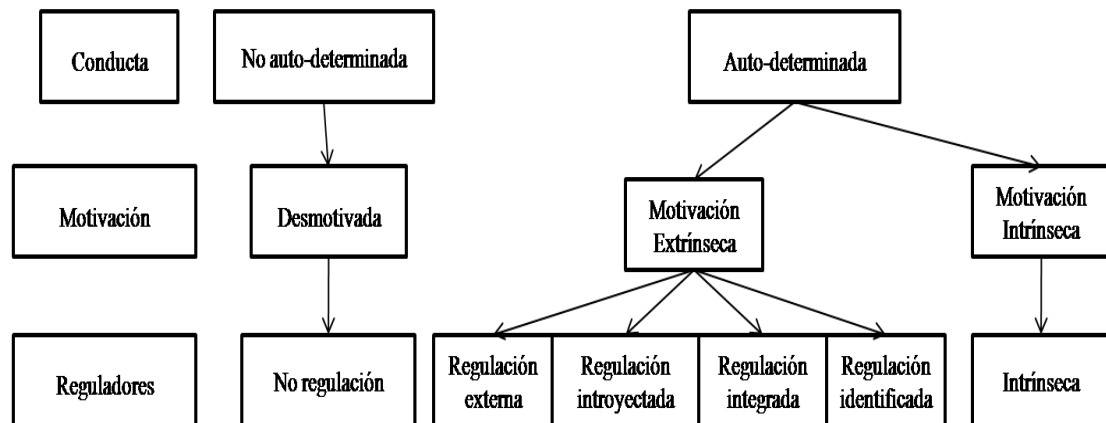 Conducta
No auto-determinada
Auto-determinada
Motivación
Desmotivada
Motivación
Extrínseca
Motivación
Intrínseca
Reguladores
No regulación
Regulación
externa
Regulación
introyectada
Regulación
integrada
Regulación
identificada
Intrínseca